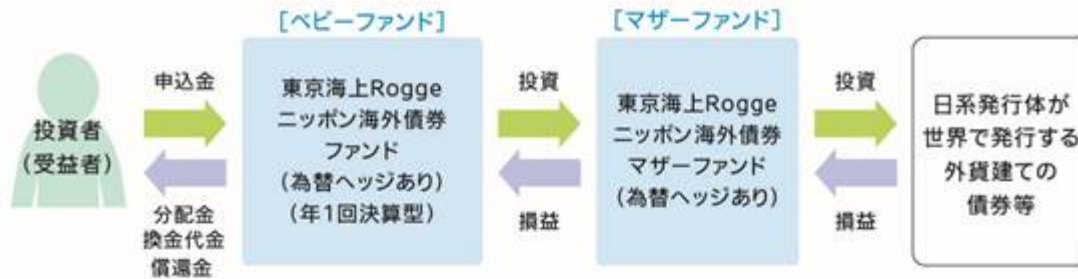 [ベビーファンド]
[マザーファンド]
投資者
(受益者)
申込金
分配金
換金代金
償還金
東京海上Rogge
ニッポン海外債券
ファンド
(為替ヘッジあり)
(年1回決算型)
投資
損益
東京海上Rogge
ニッポン海外債券
マザーファンド
(為替ヘッジあり)
投資
損益
日系発行体が
世界で発行する
外貨建ての
債券等